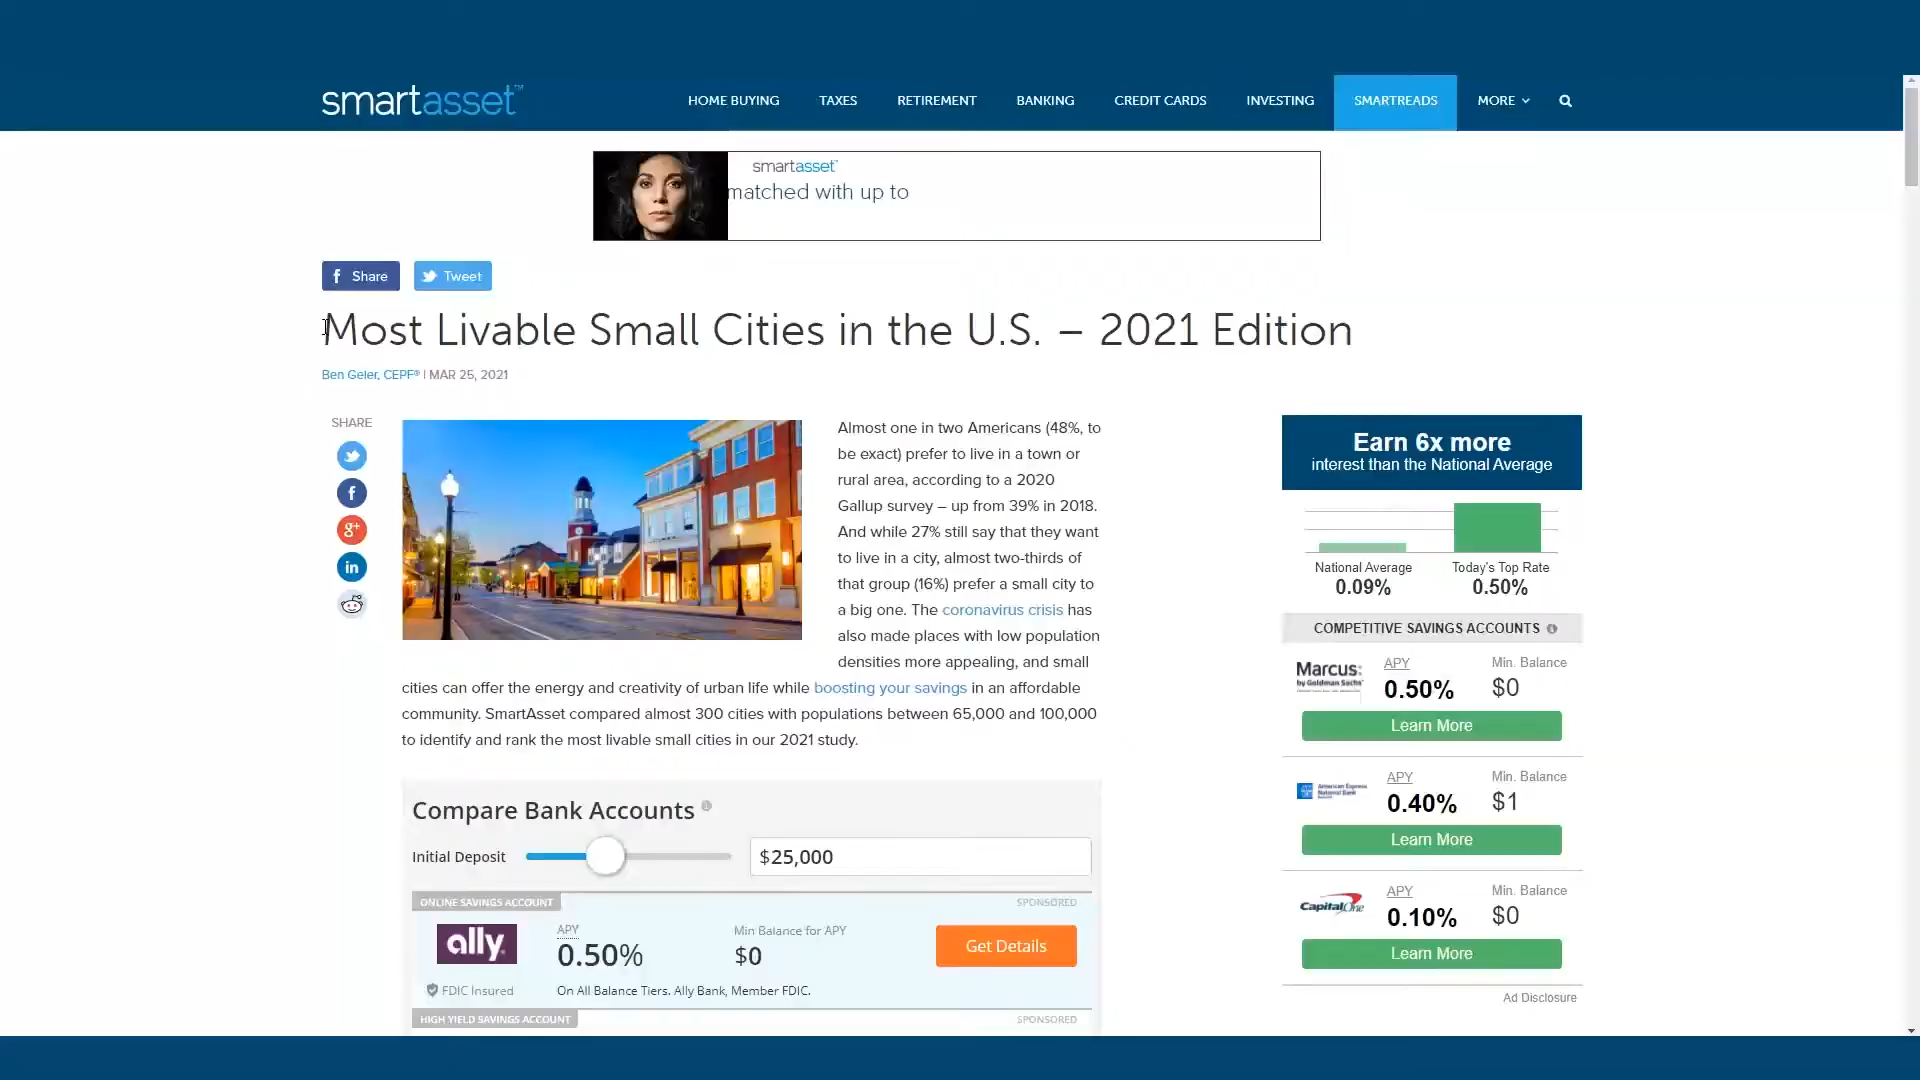 smartasset™
HOME BUYING TAXES RETIREMENT BANKING CREDIT CARDS INVESTING SMARTREADS MORE
smartasset
matched with up to
Share Tweet
Most Livable Small Cities in the U.S. – 2021 Edition
Ben Geier, CEPF® | MAR 25, 2021
SHARE
Almost one in two Americans (48%, to
be exact) prefer to live in a town or
rural area, according to a 2020
Gallup survey – up from 39% in 2018.
And while 27% still say that they want
to live in a city, almost two-thirds of
that group (16%) prefer a small city to
a big one. The coronavirus crisis has
also made places with low population
densities more appealing, and small
cities can offer the energy and creativity of urban life while boosting your savings in an affordable
community. SmartAsset compared almost 300 cities with populations between 65,000 and 100,000
to identify and rank the most livable small cities in our 2021 study.
Compare Bank Accounts
Initial Deposit $25,000
ONLINE SAVINGS ACCOUNT SPONSORED
ally
APY Min Balance for APY
0.50% $0
Get Details
FDIC Insured On All Balance Tiers. Ally Bank, Member FDIC.
HIGH YIELD SAVINGS ACCOUNT SPONSORED
Earn 6x more
interest than the National Average
National Average Today's Top Rate
0.09% 0.50%
COMPETITIVE SAVINGS ACCOUNTS
Marcus:
by Goldman Sachs
APY Min. Balance
0.50% $0
Learn More
American Express
National Bank
APY Min. Balance
0.40% $1
Learn More
Capital One
APY Min. Balance
0.10% $0
Learn More
Ad Disclosure